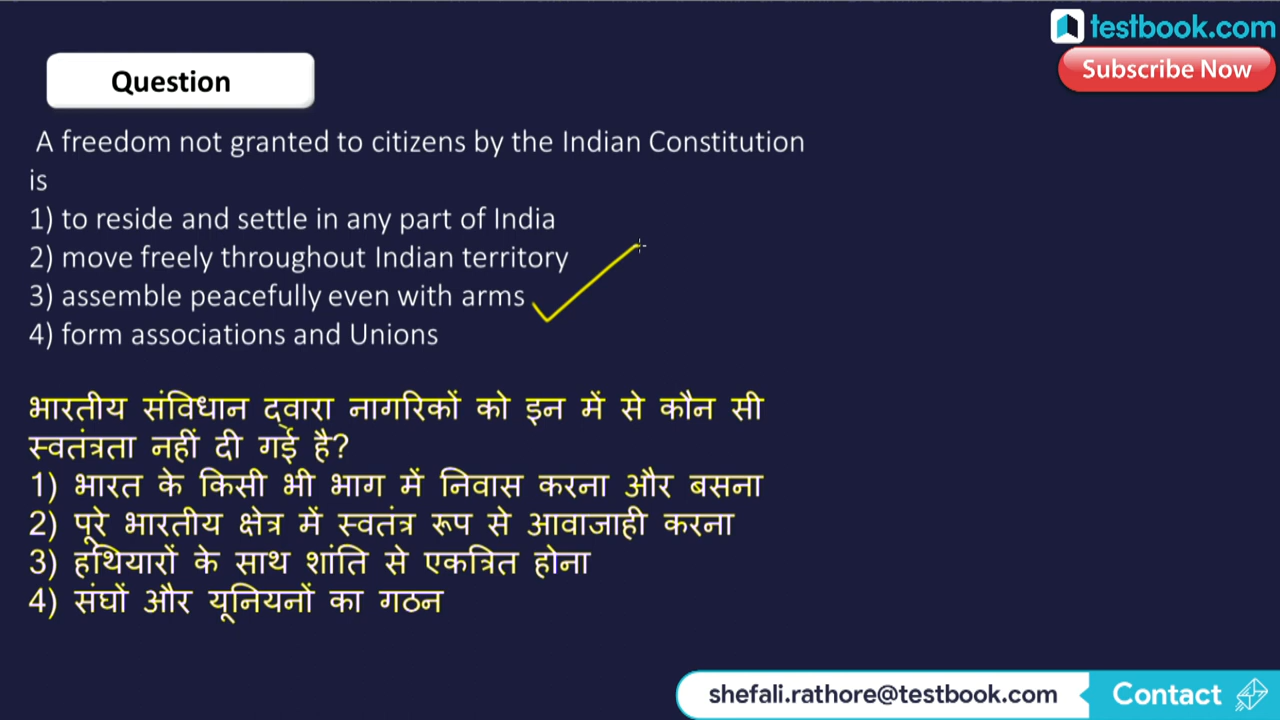 testbook.com
Subscribe Now
Question
A freedom not granted to citizens by the Indian Constitution
is
1) to reside and settle in any part of India
2) move freely throughout Indian territory
3) assemble peacefully even with arms
4) form associations and Unions
भारतीय संविधान द्वारा नागरिकों को इन में से कौन सी
स्वतंत्रता नहीं दी गई है?
1) भारत के किसी भी भाग में निवास करना और बसना
2) पूरे भारतीय क्षेत्र में स्वतंत्र रूप से आवाजाही करना
3) हथियारों के साथ शांति से एकत्रित होना
4) संघों और यूनियनों का गठन
shefali.rathore@testbook.com Contact